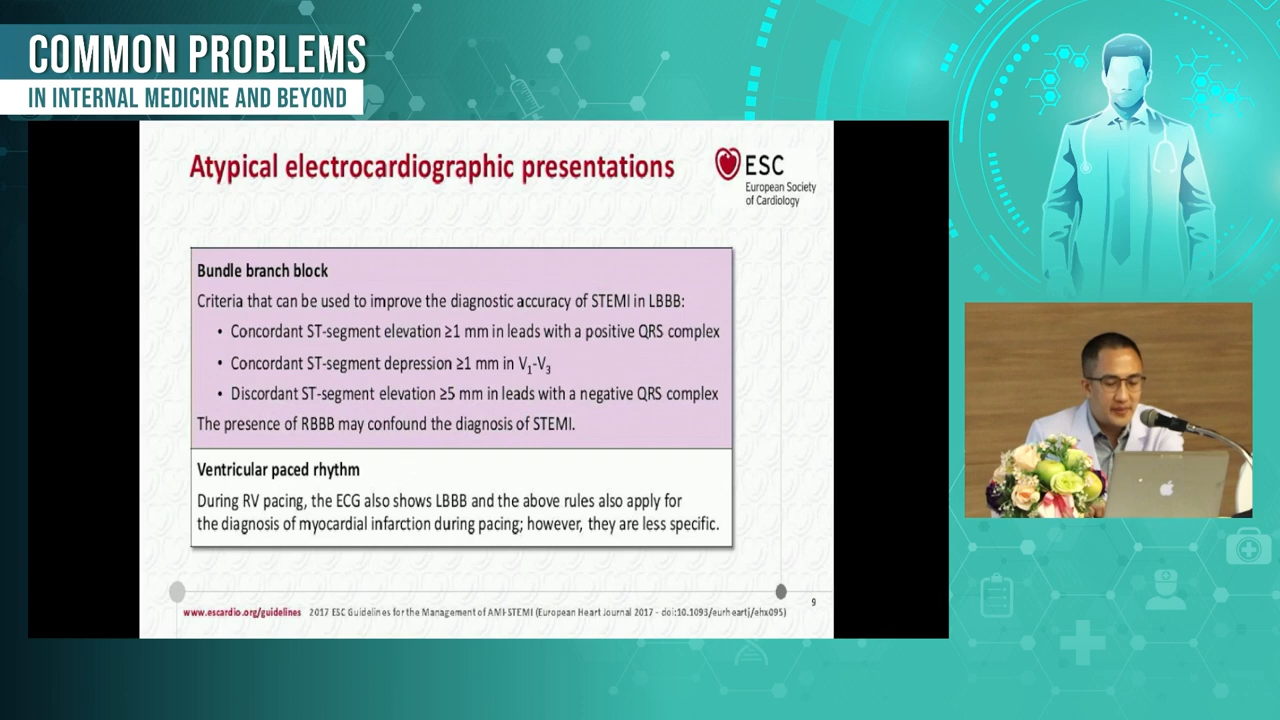 COMMON PROBLEMS
IN INTERNAL MEDICINE AND BEYOND
Atypical electrocardiographic presentations
ESC
European Society
of Cardiology
Bundle branch block
Criteria that can be used to improve the diagnostic accuracy of STEMI in LBBB:
• Concordant ST-segment elevation ≥1 mm in leads with a positive QRS complex
• Concordant ST-segment depression ≥1 mm in V1-V3
• Discordant ST-segment elevation ≥5 mm in leads with a negative QRS complex
The presence of RBBB may confound the diagnosis of STEMI.
Ventricular paced rhythm
During RV pacing, the ECG also shows LBBB and the above rules also apply for
the diagnosis of myocardial infarction during pacing; however, they are less specific.
9
www.escardio.org/guidelines 2017 ESC Guidelines for the Management of AMI-STEMI (European Heart Journal 2017 - doi:10.1093/eurheartj/ehx095)